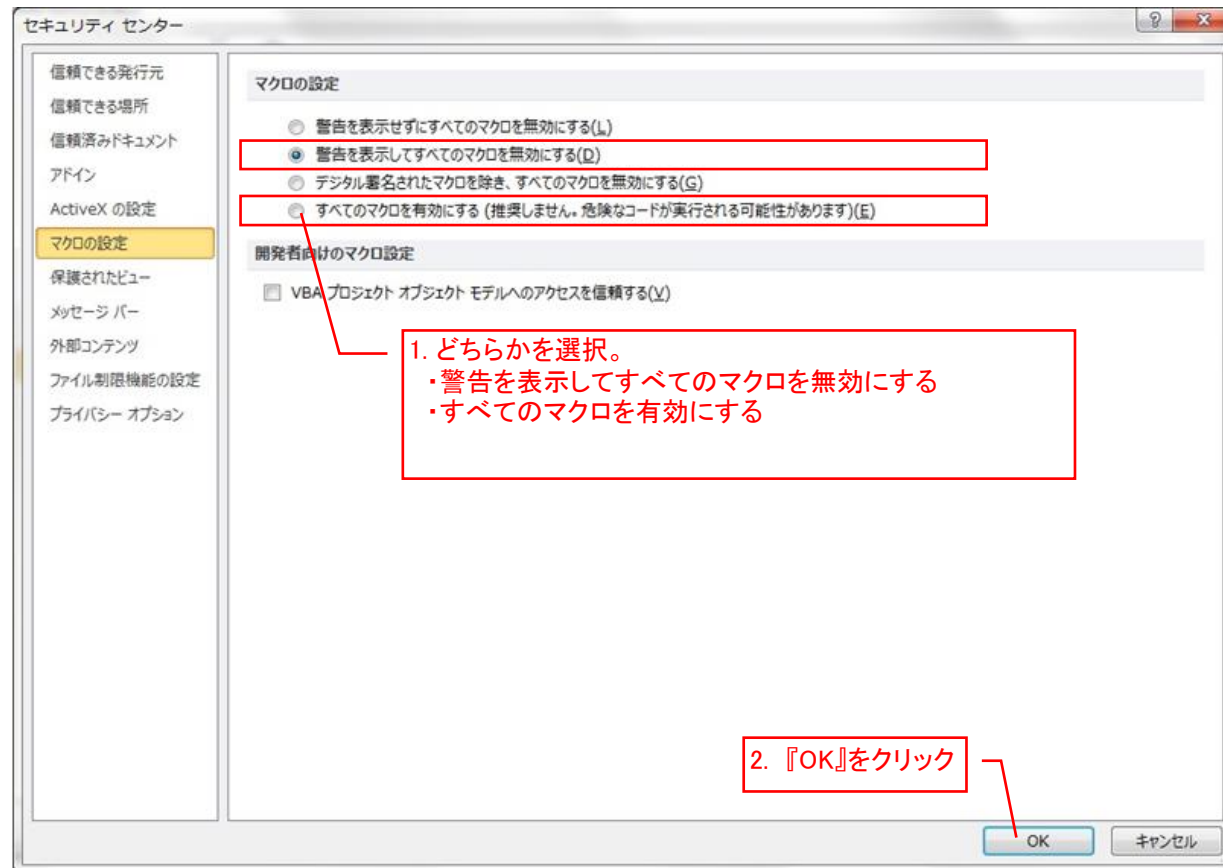 セキュリティ センター
信頼できる発行元
信頼できる場所
信頼済みドキュメント
アドイン
ActiveX の設定
マクロの設定
保護されたビュー
メッセージ バー
外部コンテンツ
ファイル制限機能の設定
プライバシー オプション
マクロの設定
警告を表示せずにすべてのマクロを無効にする(L)
警告を表示してすべてのマクロを無効にする(D)
デジタル署名されたマクロを除き、すべてのマクロを無効にする(G)
すべてのマクロを有効にする (推奨しません。危険なコードが実行される可能性があります)(E)
開発者向けのマクロ設定
VBA プロジェクト オブジェクト モデルへのアクセスを信頼する(V)
1. どちらかを選択。
・警告を表示してすべてのマクロを無効にする
・すべてのマクロを有効にする
2. 『OK』をクリック
OK
キャンセル